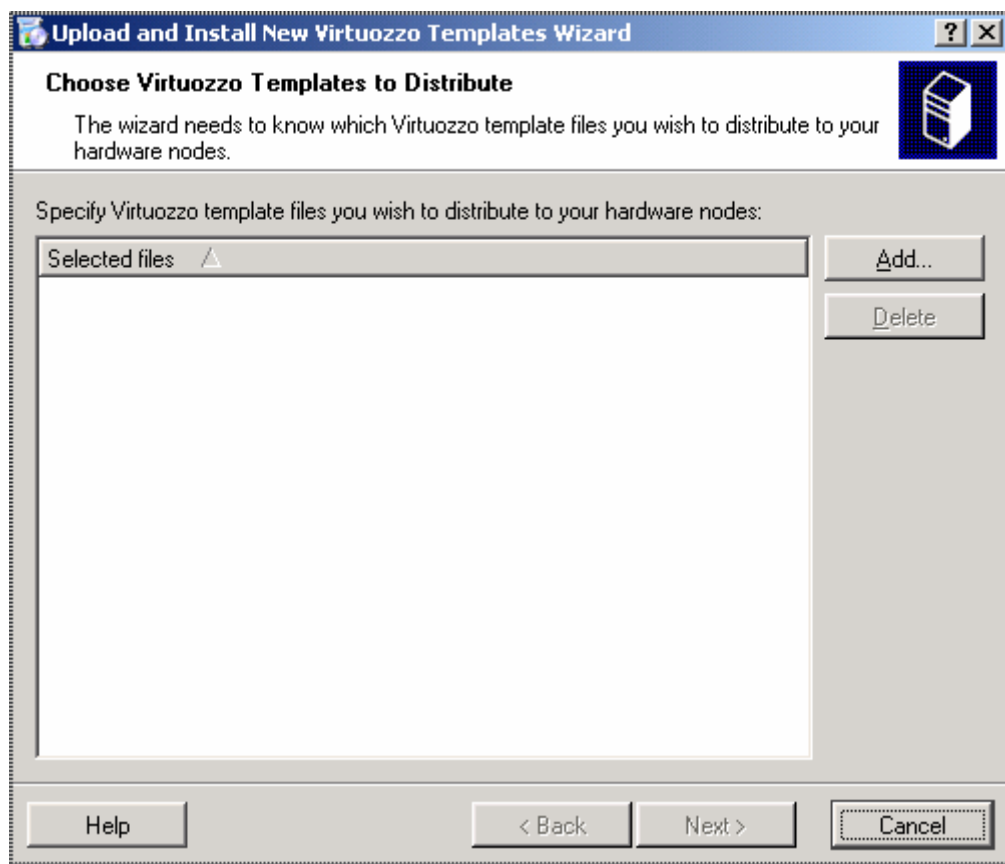 Upload and Install New Virtuozzo Templates Wizard
Choose Virtuozzo Templates to Distribute
The wizard needs to know which Virtuozzo template files you wish to distribute to your
hardware nodes.
Specify Virtuozzo template files you wish to distribute to your hardware nodes:
Selected files
Add...
Delete
Help
< Back
Next >
Cancel